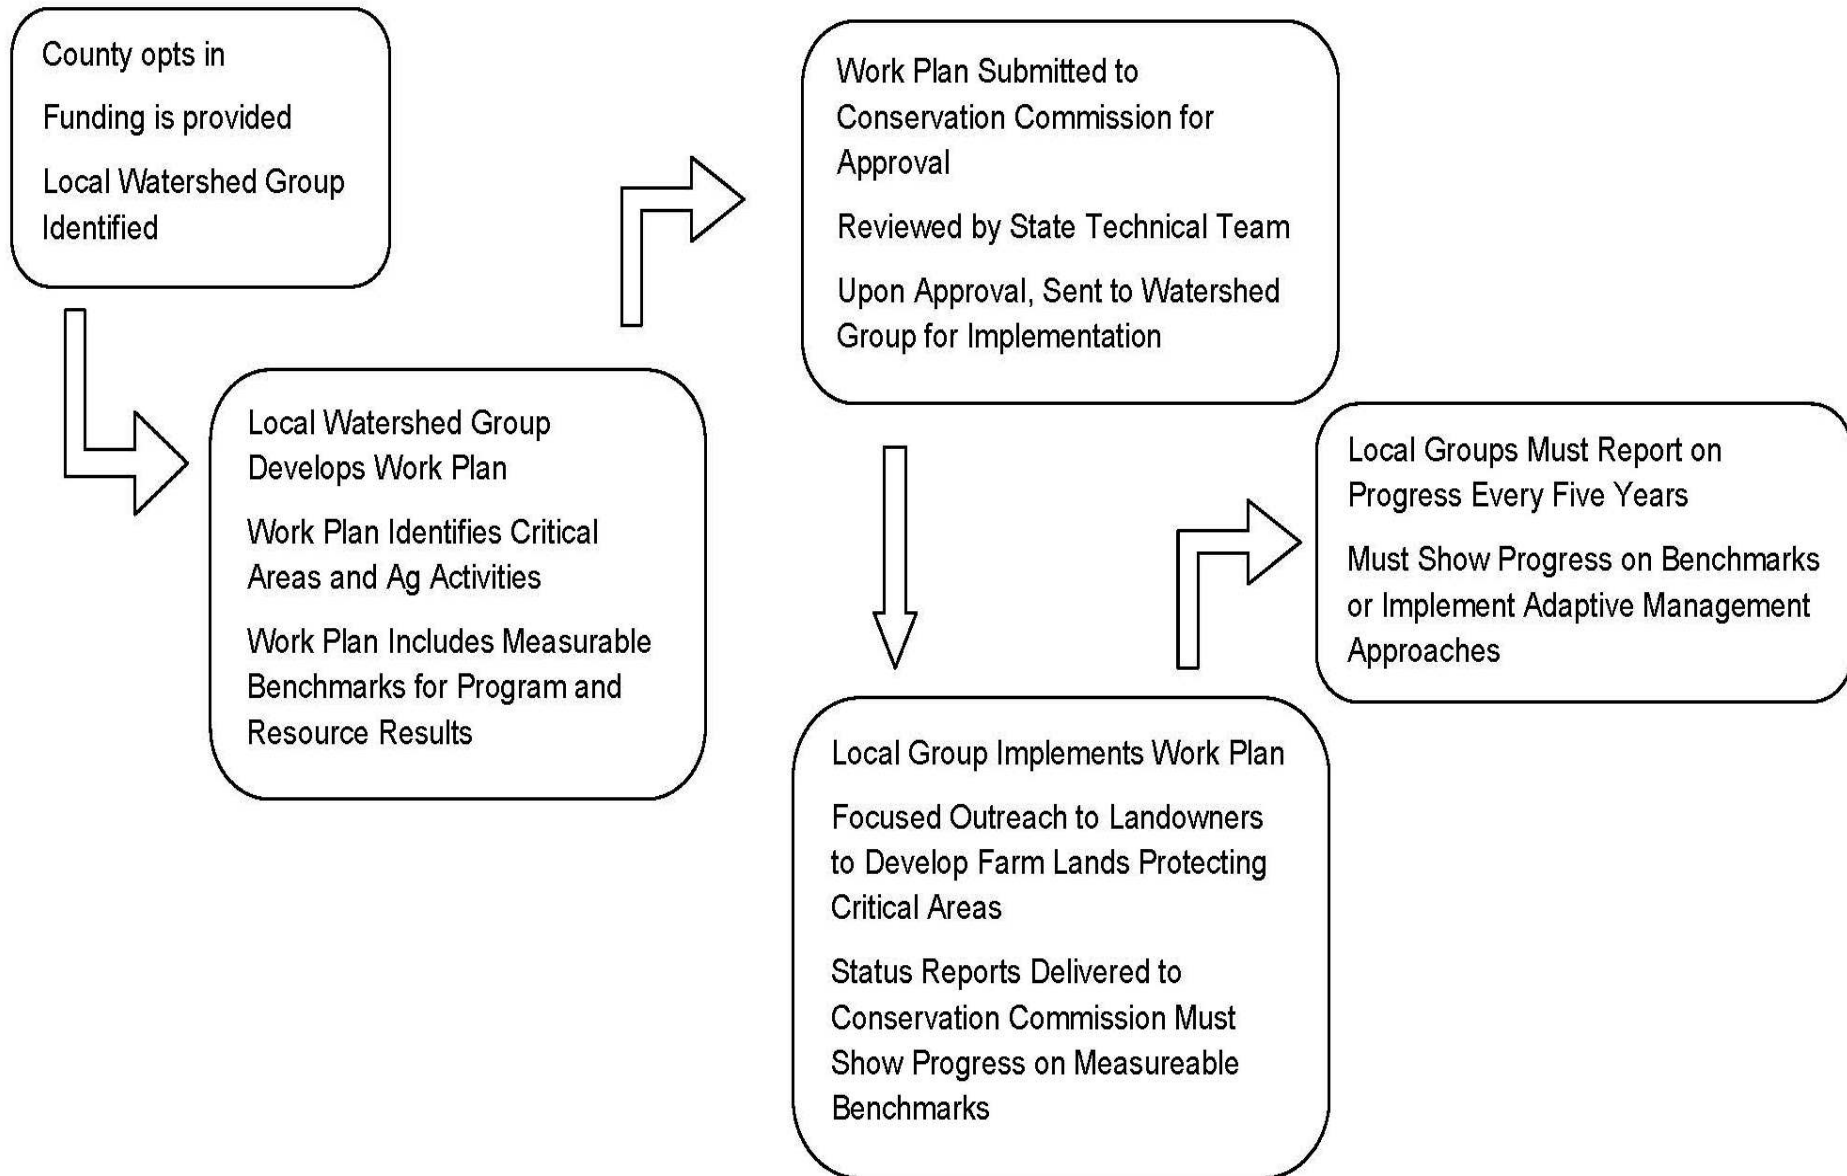 County opts in
Funding is provided
Local Watershed Group
Identified
Local Watershed Group
Develops Work Plan
Work Plan Identifies Critical
Areas and Ag Activities
Work Plan Includes Measurable
Benchmarks for Program and
Resource Results
Work Plan Submitted to
Conservation Commission for
Approval
Reviewed by State Technical Team
Upon Approval, Sent to Watershed
Group for Implementation
Local Group Implements Work Plan
Focused Outreach to Landowners
to Develop Farm Lands Protecting
Critical Areas
Status Reports Delivered to
Conservation Commission Must
Show Progress on Measureable
Benchmarks
Local Groups Must Report on
Progress Every Five Years
Must Show Progress on Benchmarks
or Implement Adaptive Management
Approaches